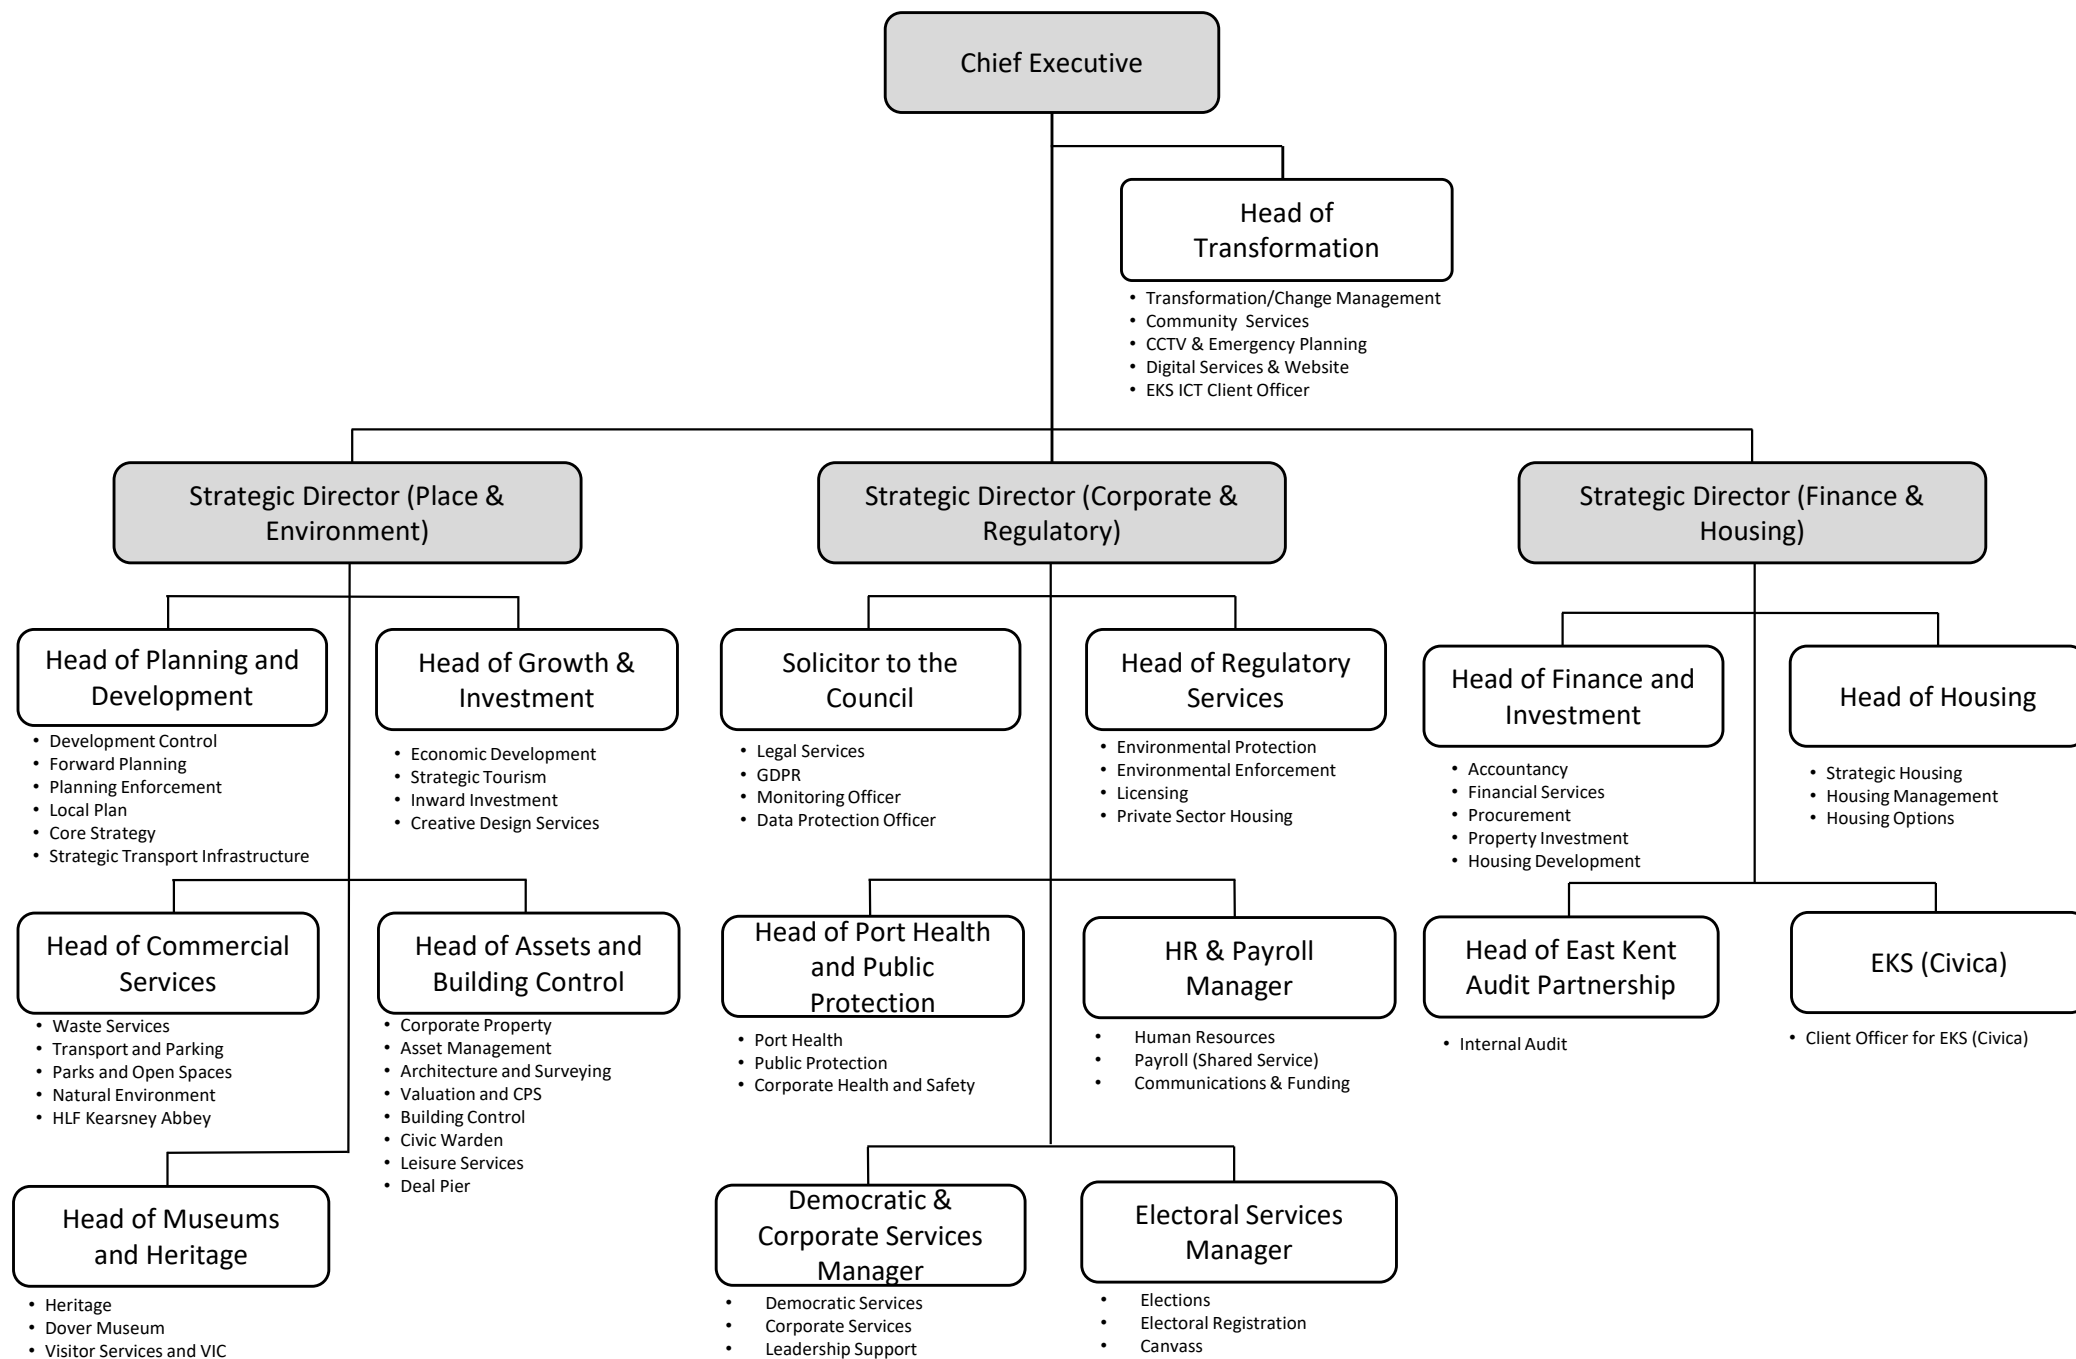 Chief Executive
Head of
Transformation
• Transformation/Change Management
• Community Services
• CCTV & Emergency Planning
• Digital Services & Website
• EKS ICT Client Officer
Strategic Director (Place &
Environment)
Strategic Director (Corporate &
Regulatory)
Strategic Director (Finance &
Housing)
Head of Planning and
Development
• Development Control
• Forward Planning
• Planning Enforcement
• Local Plan
• Core Strategy
• Strategic Transport Infrastructure
Head of Growth &
Investment
• Economic Development
• Strategic Tourism
• Inward Investment
• Creative Design Services
Solicitor to the
Council
• Legal Services
• GDPR
• Monitoring Officer
• Data Protection Officer
Head of Regulatory
Services
• Environmental Protection
• Environmental Enforcement
• Licensing
• Private Sector Housing
Head of Finance and
Investment
• Accountancy
• Financial Services
• Procurement
• Property Investment
• Housing Development
Head of Housing
• Strategic Housing
• Housing Management
• Housing Options
Head of Commercial
Services
• Waste Services
• Transport and Parking
• Parks and Open Spaces
• Natural Environment
• HLF Kearsney Abbey
Head of Assets and
Building Control
• Corporate Property
• Asset Management
• Architecture and Surveying
• Valuation and CPS
• Building Control
• Civic Warden
• Leisure Services
• Deal Pier
Head of Port Health
and Public
Protection
• Port Health
• Public Protection
• Corporate Health and Safety
HR & Payroll
Manager
• Human Resources
• Payroll (Shared Service)
• Communications & Funding
Head of East Kent
Audit Partnership
• Internal Audit
EKS (Civica)
• Client Officer for EKS (Civica)
Head of Museums
and Heritage
• Heritage
• Dover Museum
• Visitor Services and VIC
Democratic &
Corporate Services
Manager
• Democratic Services
• Corporate Services
• Leadership Support
Electoral Services
Manager
• Elections
• Electoral Registration
• Canvass